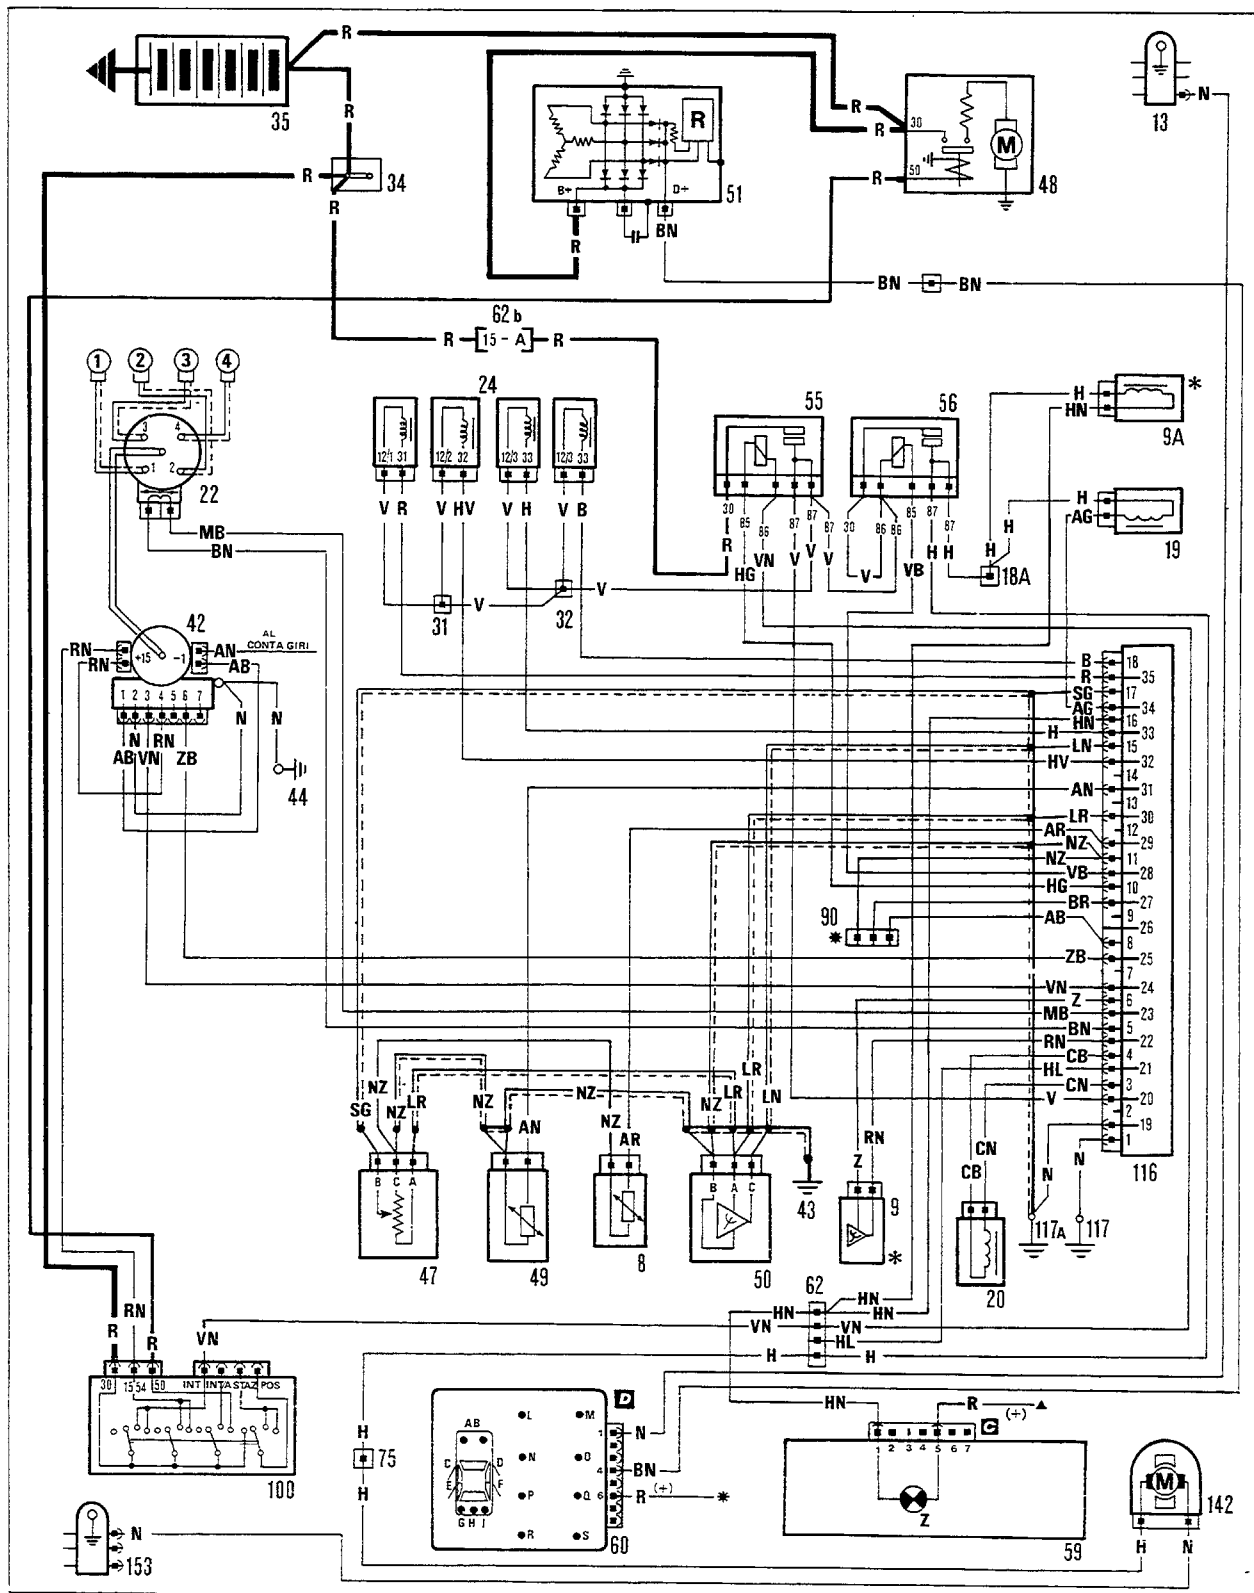 R
35
R
R
34
R
R
B+
D+
51
R
BN
R
R
30
50
R
M
48
13
N
BN
BN
62 b
R
15 - A
R
1
2
3
4
3
4
1
2
22
MB
BN
24
12/1
31
12/2
32
12/3
33
12/3
33
V
R
V
HV
V
H
V
B
V
V
31
32
55
56
30
85
86
87
87
30
86
86
85
87
87
R
HG
VN
V
V
V
V
VB
H
H
H
HN
9A
*
H
AG
19
H
H
18A
42
RN
RN
+15
-1
AN
AL
CONTA GIRI
AB
1 2 3 4 5 6 7
N
RN
AB
VN
ZB
N
N
44
B
18
R
35
SG
17
AG
34
HN
16
H
33
LN
15
HV
32
14
AN
31
13
LR
30
12
AR
29
NZ
NZ
11
VB
28
HG
10
BR
27
9
AB
26
8
ZB
25
7
VN
24
Z
6
MB
23
BN
5
RN
22
CB
4
HL
21
CN
3
V
20
2
19
1
116
90
*
SG
NZ
NZ
LR
NZ
NZ
AN
NZ
AR
NZ
LR
LR
LN
B C A
47
49
8
B A C
50
43
Z
RN
9
*
CB
CN
20
N
N
117A
117
62
HN
HN
VN
VN
HL
H
H
R
RN
R
VN
30
15 54
50
INT
INTA
STAZ
POS
100
H
75
H
153
N
AB
C
D
E
F
G H I
L
M
N
O
P
Q
R
S
D
1
4
6
N
BN
R
(+)
*
60
HN
R
(+)
C
1 2 3 4 5 6 7
Z
59
M
142
H
N